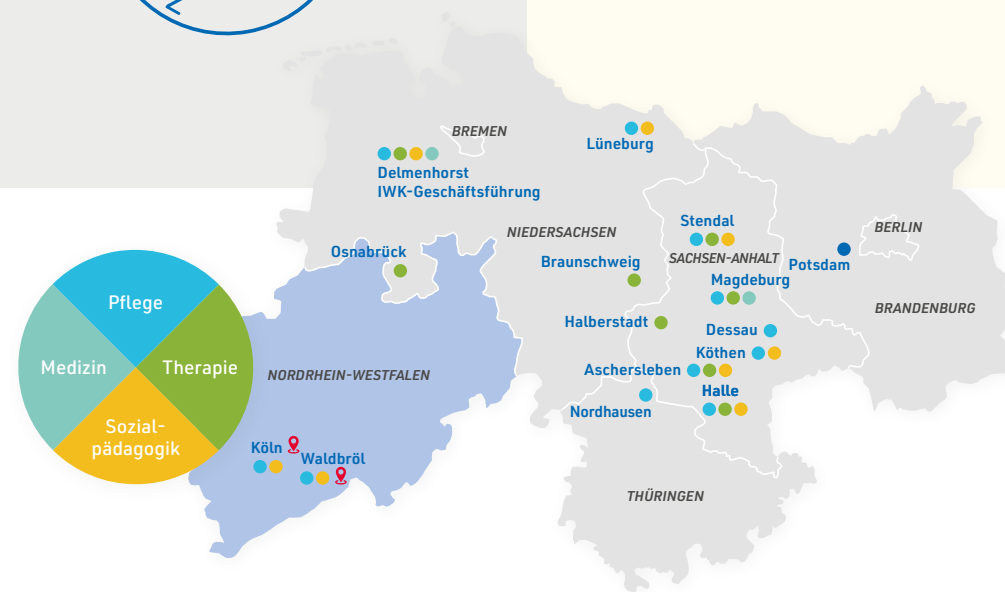 BREMEN
Lüneburg
Delmenhorst
IWK-Geschäftsführung
Stendal
NIEDERSACHSEN
BERLIN
Osnabrück
SACHSEN-ANHALT
Braunschweig
Potsdam
Magdeburg
Pflege
BRANDENBURG
Halberstadt
Dessau
Köthen
Medizin
Therapie
NORDRHEIN-WESTFALEN
Aschersleben
Halle
Nordhausen
Sozial-
pädagogik
Köln
Waldbröl
THÜRINGEN